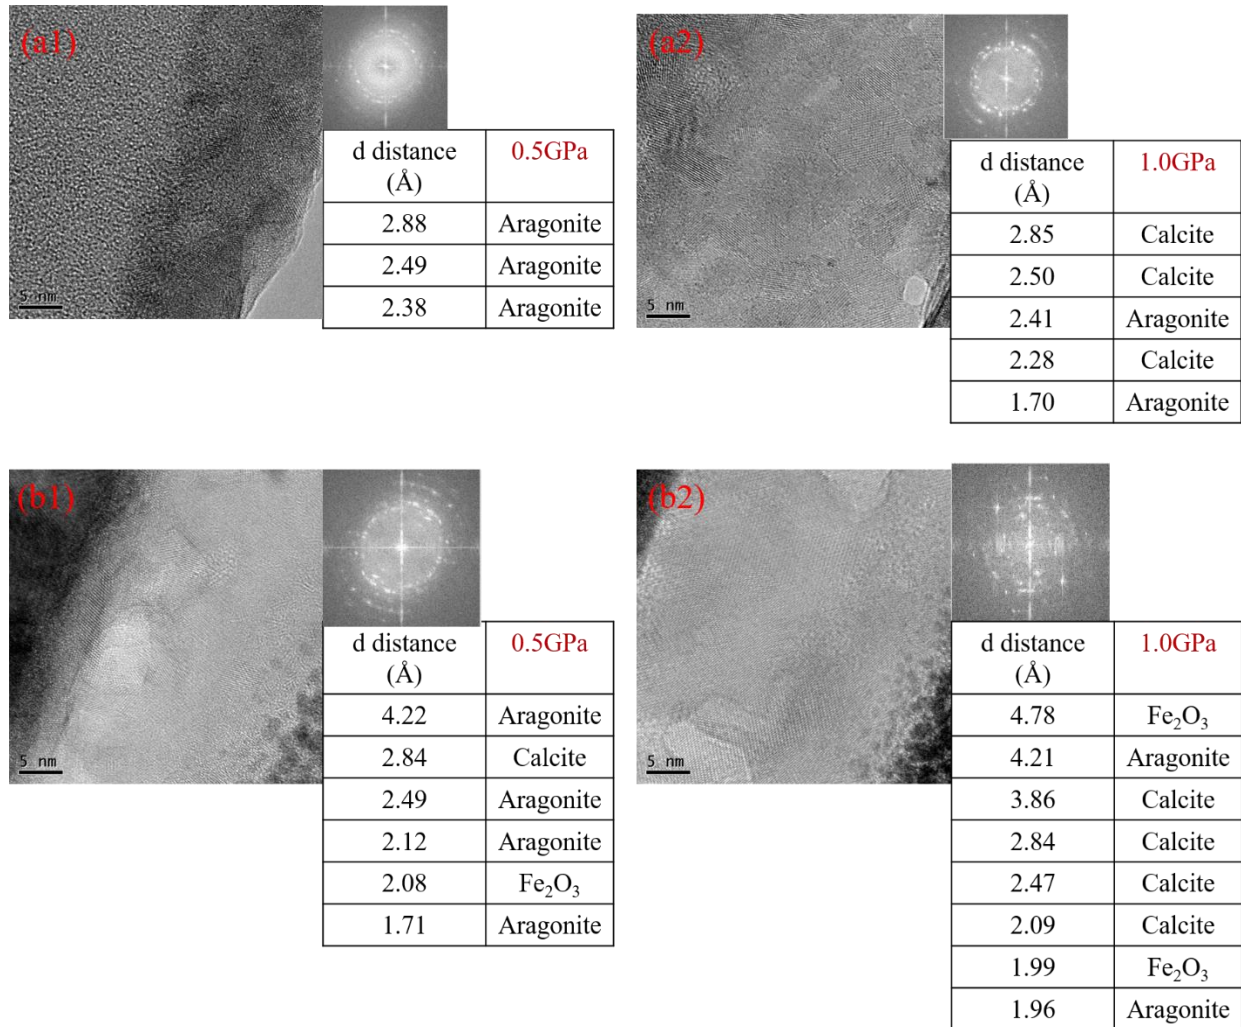 (a1)
5 nm
d distance (Å) 0.5GPa
2.88 Aragonite
2.49 Aragonite
2.38 Aragonite
(a2)
5 nm
d distance (Å) 1.0GPa
2.85 Calcite
2.50 Calcite
2.41 Aragonite
2.28 Calcite
1.70 Aragonite
(b1)
5 nm
d distance (Å) 0.5GPa
4.22 Aragonite
2.84 Calcite
2.49 Aragonite
2.12 Aragonite
2.08 Fe₂O₃
1.71 Aragonite
(b2)
5 nm
d distance (Å) 1.0GPa
4.78 Fe₂O₃
4.21 Aragonite
3.86 Calcite
2.84 Calcite
2.47 Calcite
2.09 Calcite
1.99 Fe₂O₃
1.96 Aragonite